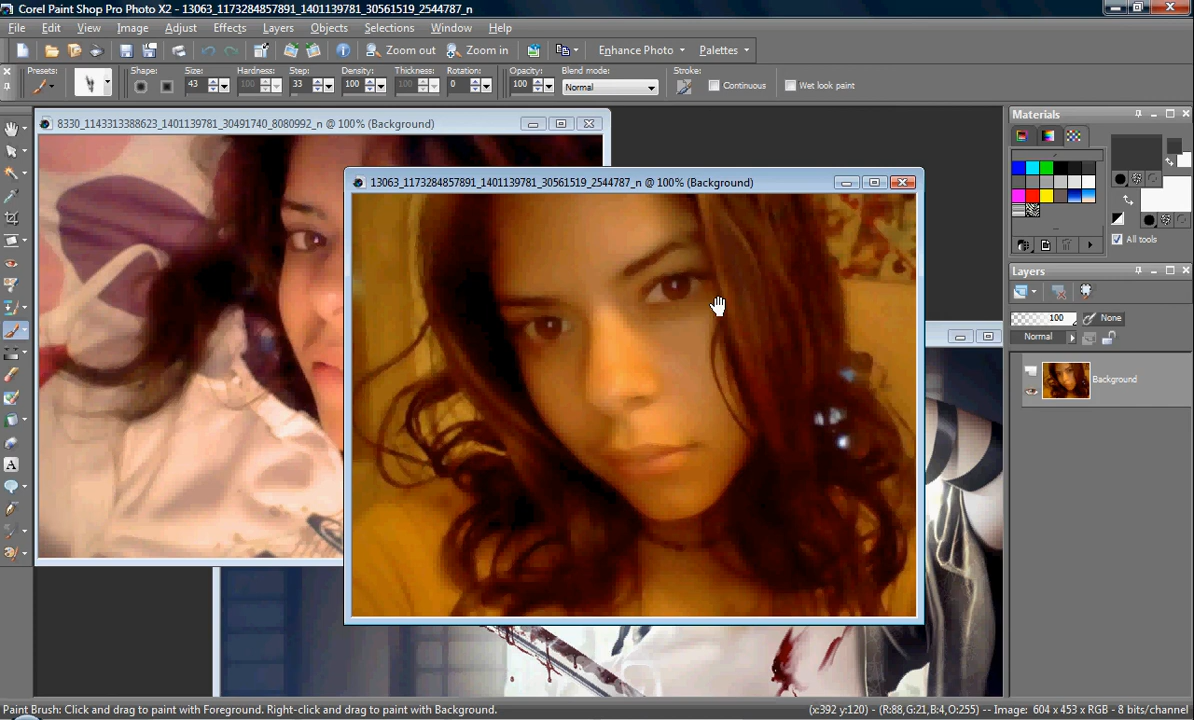 Corel Paint Shop Pro Photo X2 - 13063_1173284857891_1401139781_30561519_2544787_n
File Edit View Image Adjust Effects Layers Objects Selections Window Help
Zoom out Zoom in Enhance Photo Palettes
Presets: Shape: Size: Hardness: Step: Density: Thickness: Rotation: Opacity: Blend mode: Stroke:
43 100 33 100 100 0 100 Normal Continuous Wet look paint
8330_1143313388623_1401139781_30491740_8080992_n @ 100% (Background)
13063_1173284857891_1401139781_30561519_2544787_n @ 100% (Background)
Materials
All tools
Layers
100 None
Normal
Background
Paint Brush: Click and drag to paint with Foreground. Right-click and drag to paint with Background.
(x:392 y:120) - (R:88,G:21,B:4,O:255) -- Image: 604 x 453 x RGB - 8 bits/channel